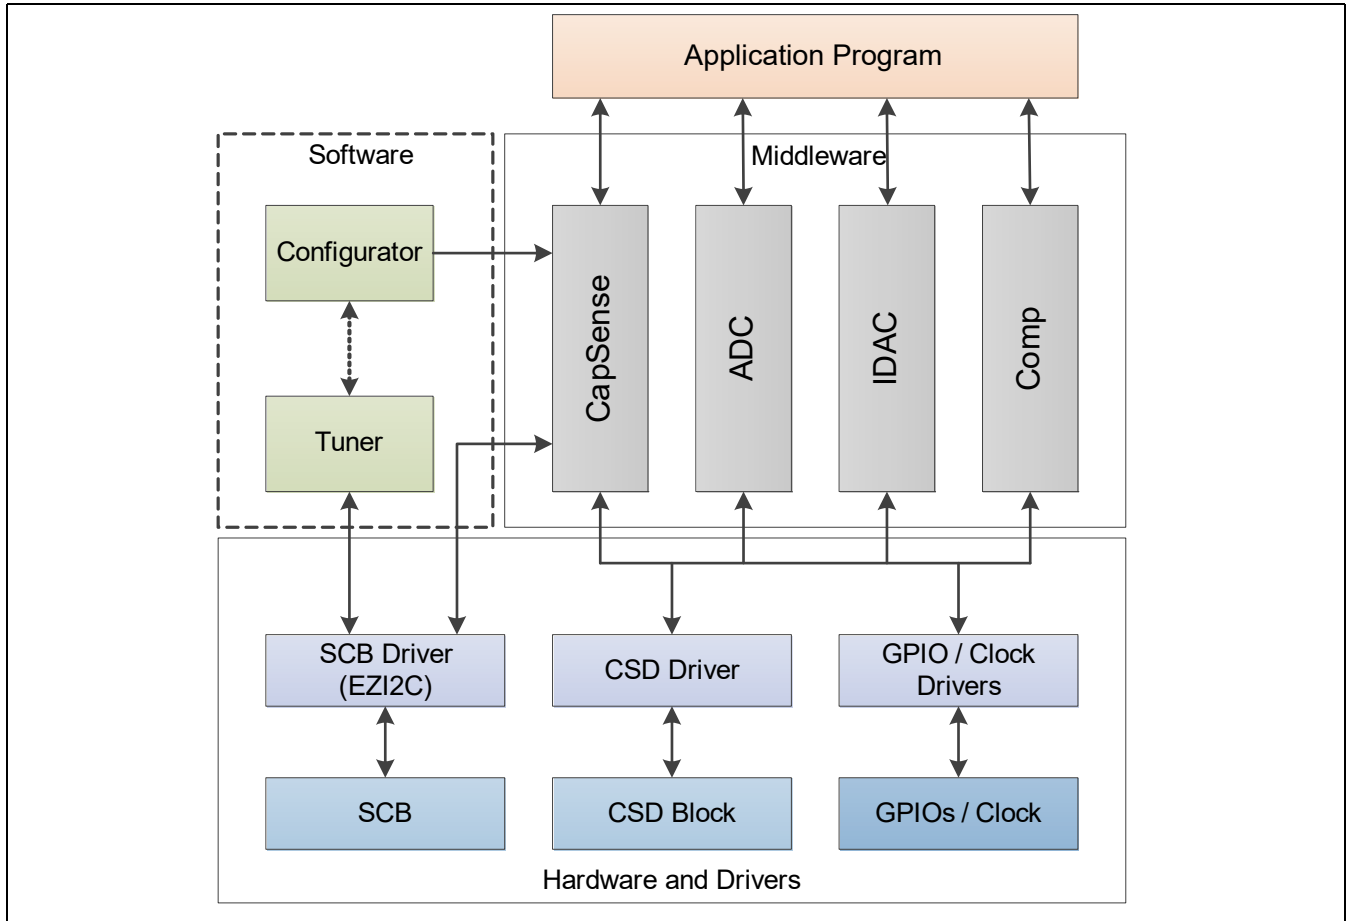 Application Program
Software
Middleware
Configurator
Tuner
CapSense
ADC
IDAC
Comp
SCB Driver
(EZI2C)
CSD Driver
GPIO / Clock
Drivers
SCB
CSD Block
GPIOs / Clock
Hardware and Drivers